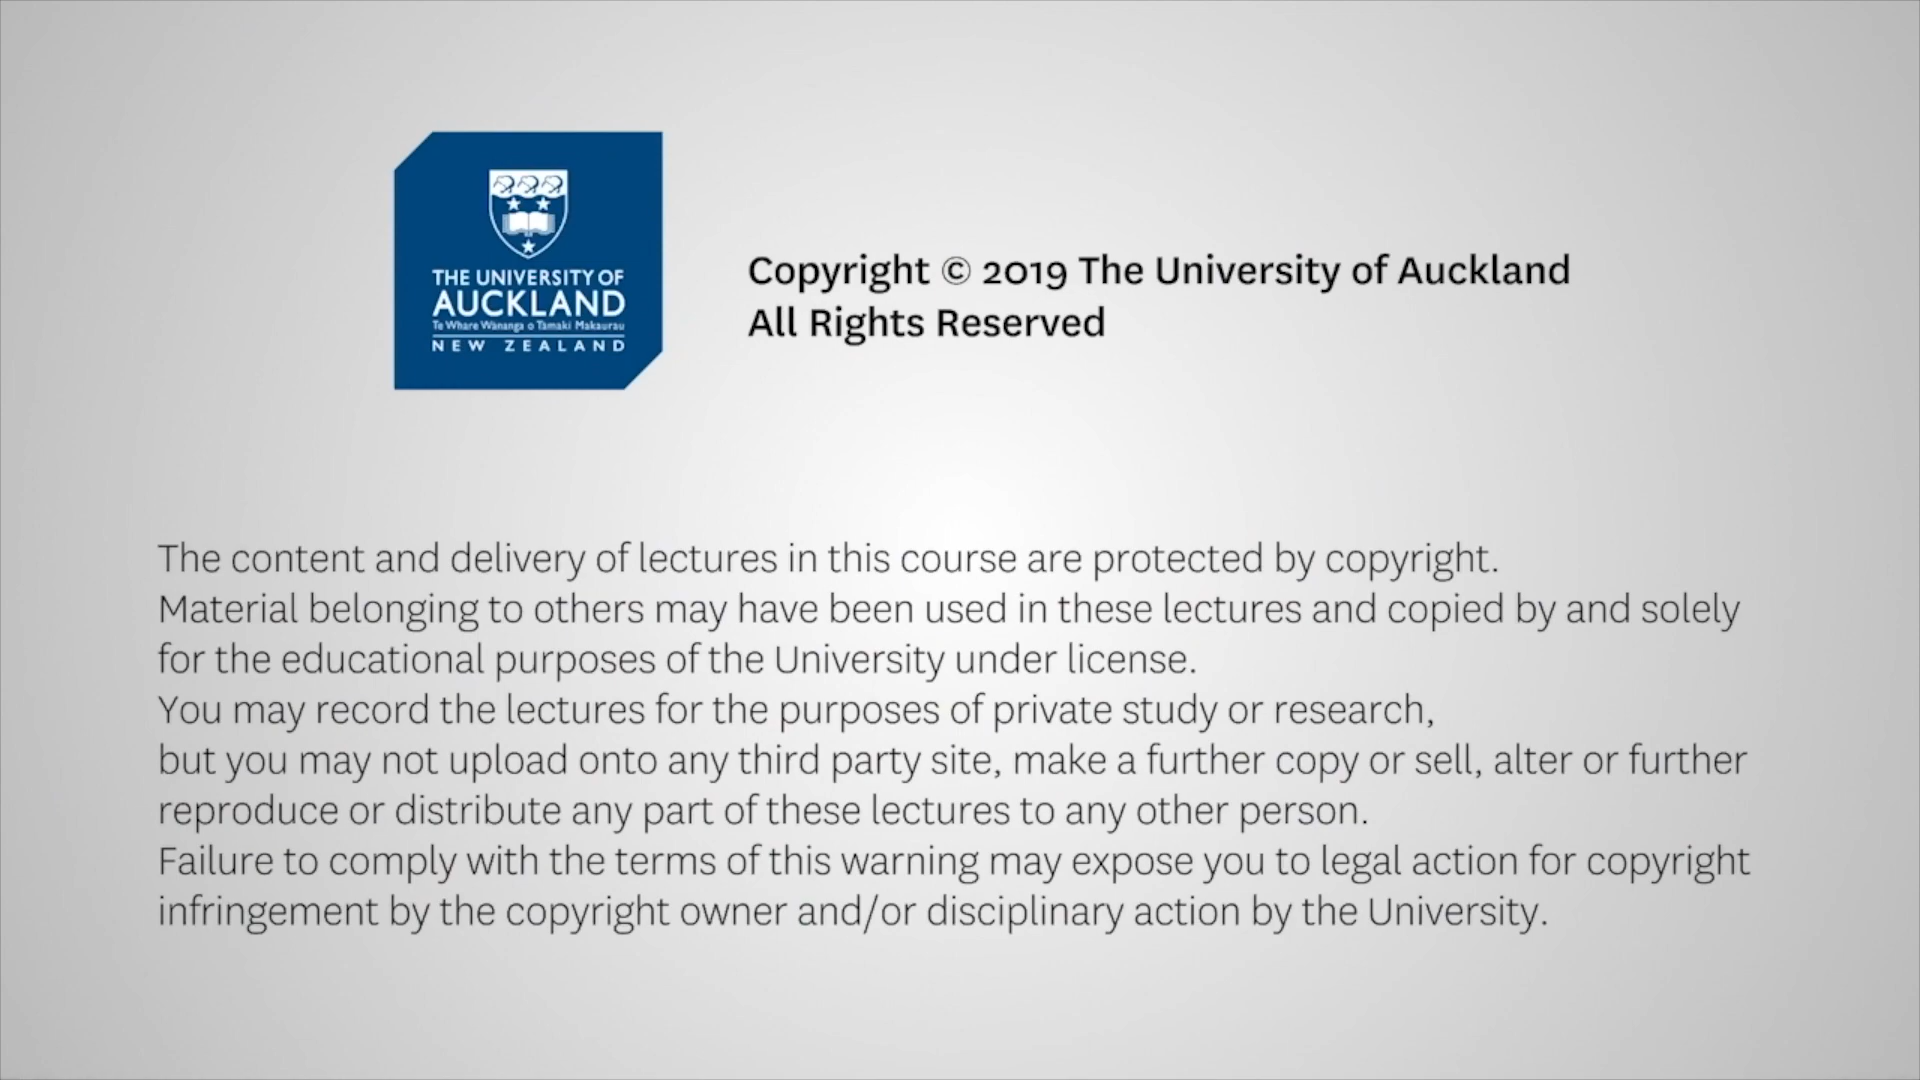 THE UNIVERSITY OF
AUCKLAND
Te Whare Wānanga o Tāmaki Makaurau
NEW ZEALAND
Copyright © 2019 The University of Auckland
All Rights Reserved
The content and delivery of lectures in this course are protected by copyright.
Material belonging to others may have been used in these lectures and copied by and solely
for the educational purposes of the University under license.
You may record the lectures for the purposes of private study or research,
but you may not upload onto any third party site, make a further copy or sell, alter or further
reproduce or distribute any part of these lectures to any other person.
Failure to comply with the terms of this warning may expose you to legal action for copyright
infringement by the copyright owner and/or disciplinary action by the University.